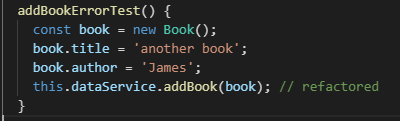 addBookErrorTest() {
  const book = new Book();
  book.title = 'another book';
  book.author = 'James';
  this.dataService.addBook(book); // refactored
}